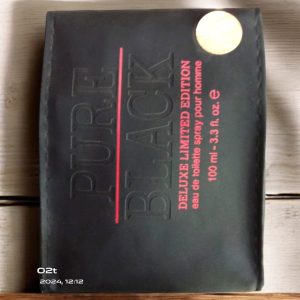 PURE
BLACK
DELUXE LIMITED EDITION
eau de toilette spray pour homme
100 ml - 3.3 fl. oz. e
O2t
2024, 12:12